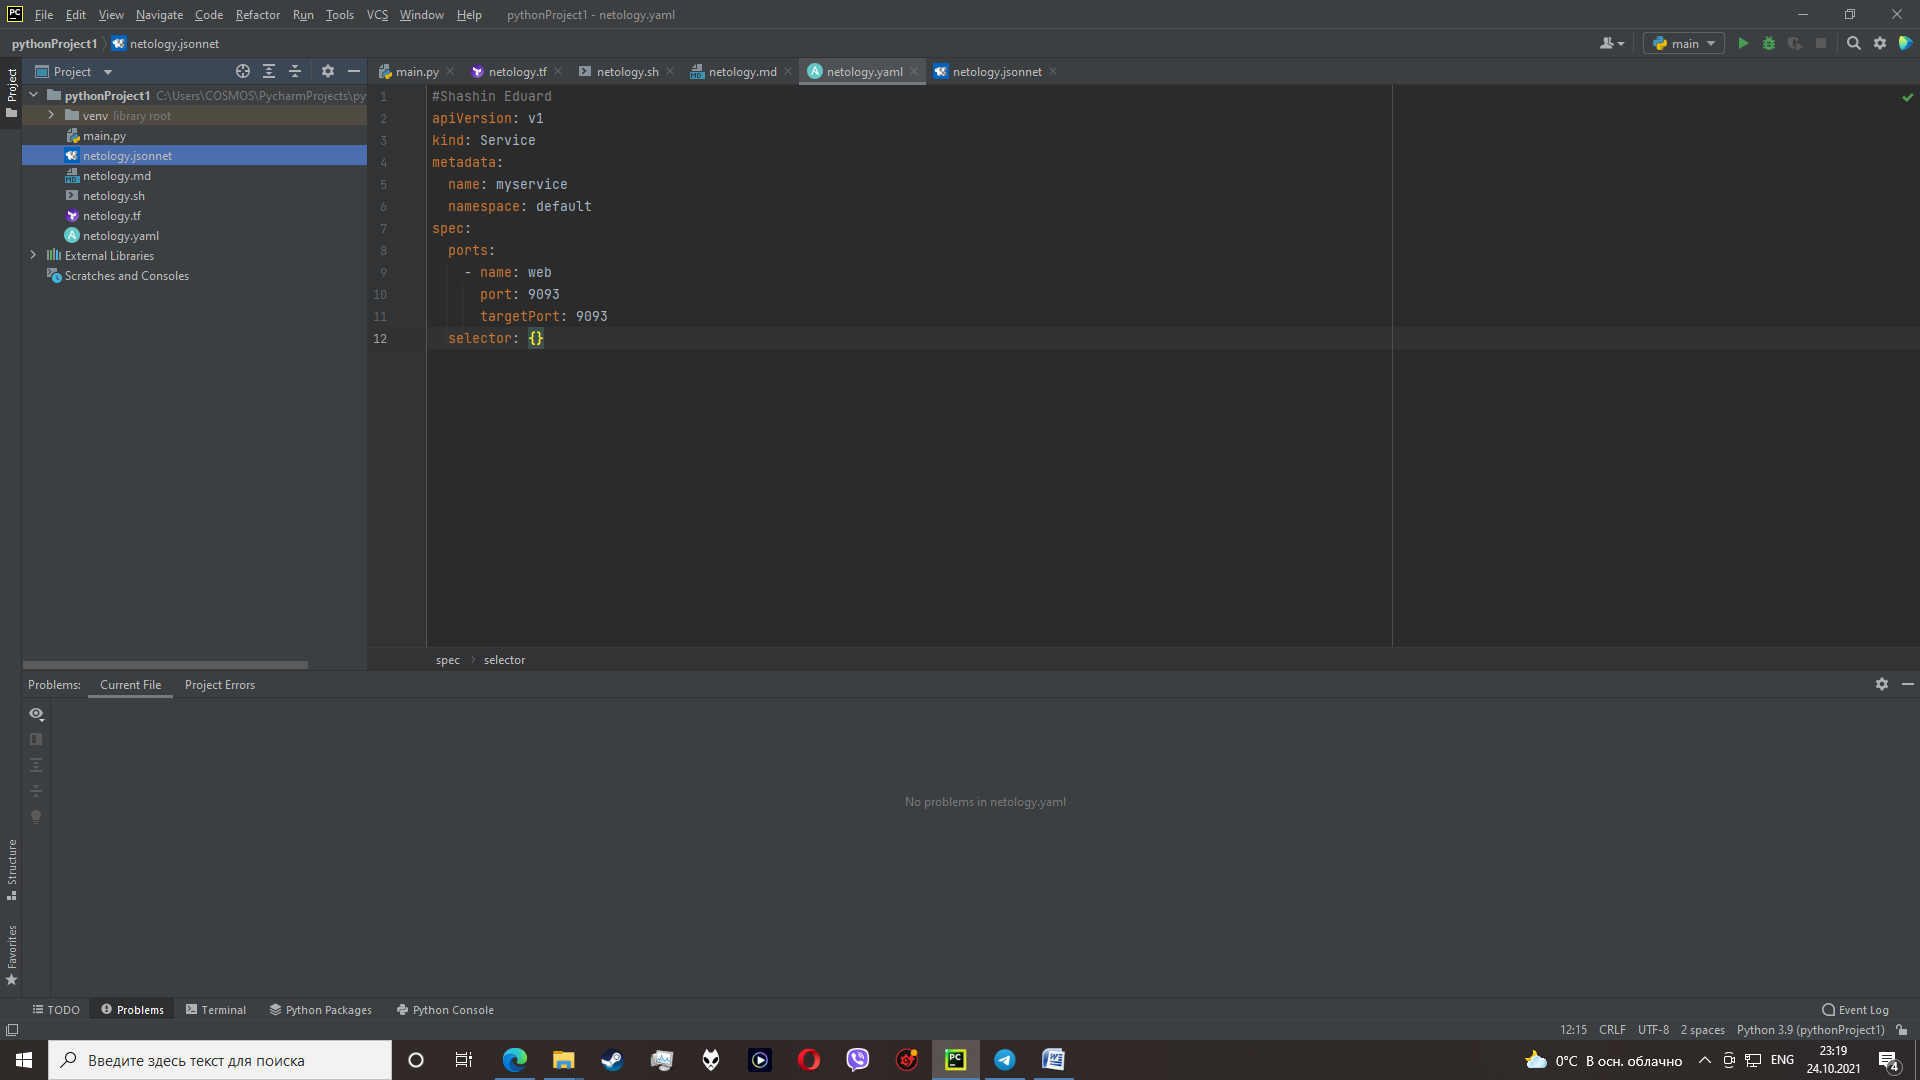 File Edit View Navigate Code Refactor Run Tools VCS Window Help pythonProject1 - netology.yaml
pythonProject1 netology.jsonnet main
Project
Project main.py netology.tf netology.sh netology.md netology.yaml netology.jsonnet
pythonProject1 C:\Users\COSMOS\PycharmProjects\py
venv library root
main.py
netology.jsonnet
netology.md
netology.sh
netology.tf
netology.yaml
External Libraries
Scratches and Consoles
1 #Shashin Eduard
2 apiVersion: v1
3 kind: Service
4 metadata:
5 name: myservice
6 namespace: default
7 spec:
8 ports:
9 - name: web
10 port: 9093
11 targetPort: 9093
12 selector: {}
spec selector
Problems: Current File Project Errors
No problems in netology.yaml
Structure
Favorites
TODO Problems Terminal Python Packages Python Console Event Log
12:15 CRLF UTF-8 2 spaces Python 3.9 (pythonProject1)
Введите здесь текст для поиска
0°C В осн. облачно ENG
23:19
24.10.2021
4